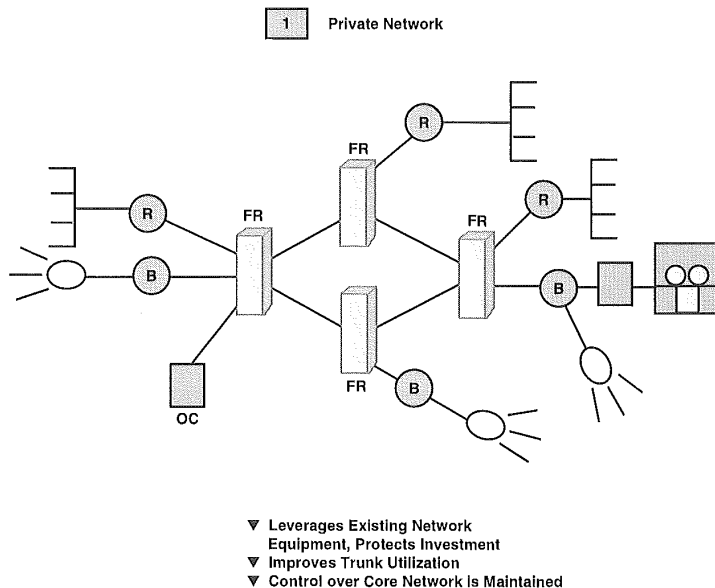 1 Private Network
R
FR
FR
R
FR
R
B
B
OC
FR
B
▼ Leverages Existing Network
Equipment, Protects Investment
▼ Improves Trunk Utilization
▼ Control over Core Network is Maintained